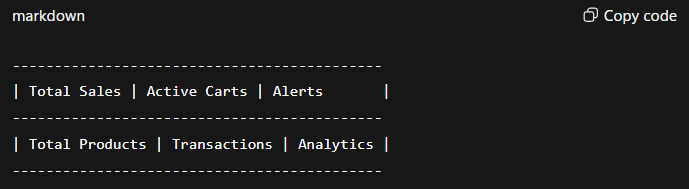 markdown
Copy code
--------------------------------------------
| Total Sales | Active Carts | Alerts       |
--------------------------------------------
| Total Products | Transactions | Analytics |
--------------------------------------------